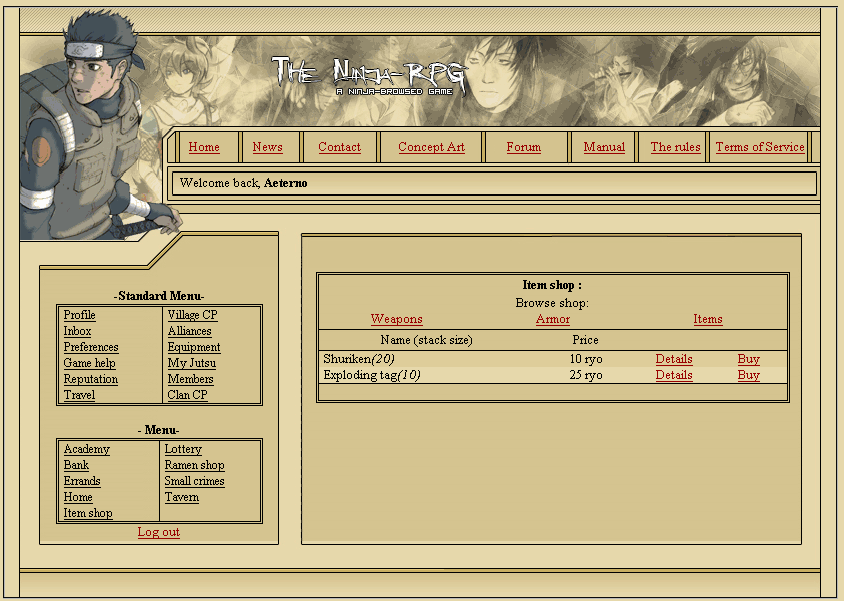 The Ninja-RPG
A NINJA-BROWSED GAME
Home News Contact Concept Art Forum Manual The rules Terms of Service
Welcome back, Aeterno
-Standard Menu-
Profile Village CP
Inbox Alliances
Preferences Equipment
Game help My Jutsu
Reputation Members
Travel Clan CP
- Menu-
Academy Lottery
Bank Ramen shop
Errands Small crimes
Home Tavern
Item shop
Log out
Item shop :
Browse shop:
Weapons Armor Items
Name (stack size) Price
Shuriken(20) 10 ryo Details Buy
Exploding tag(10) 25 ryo Details Buy